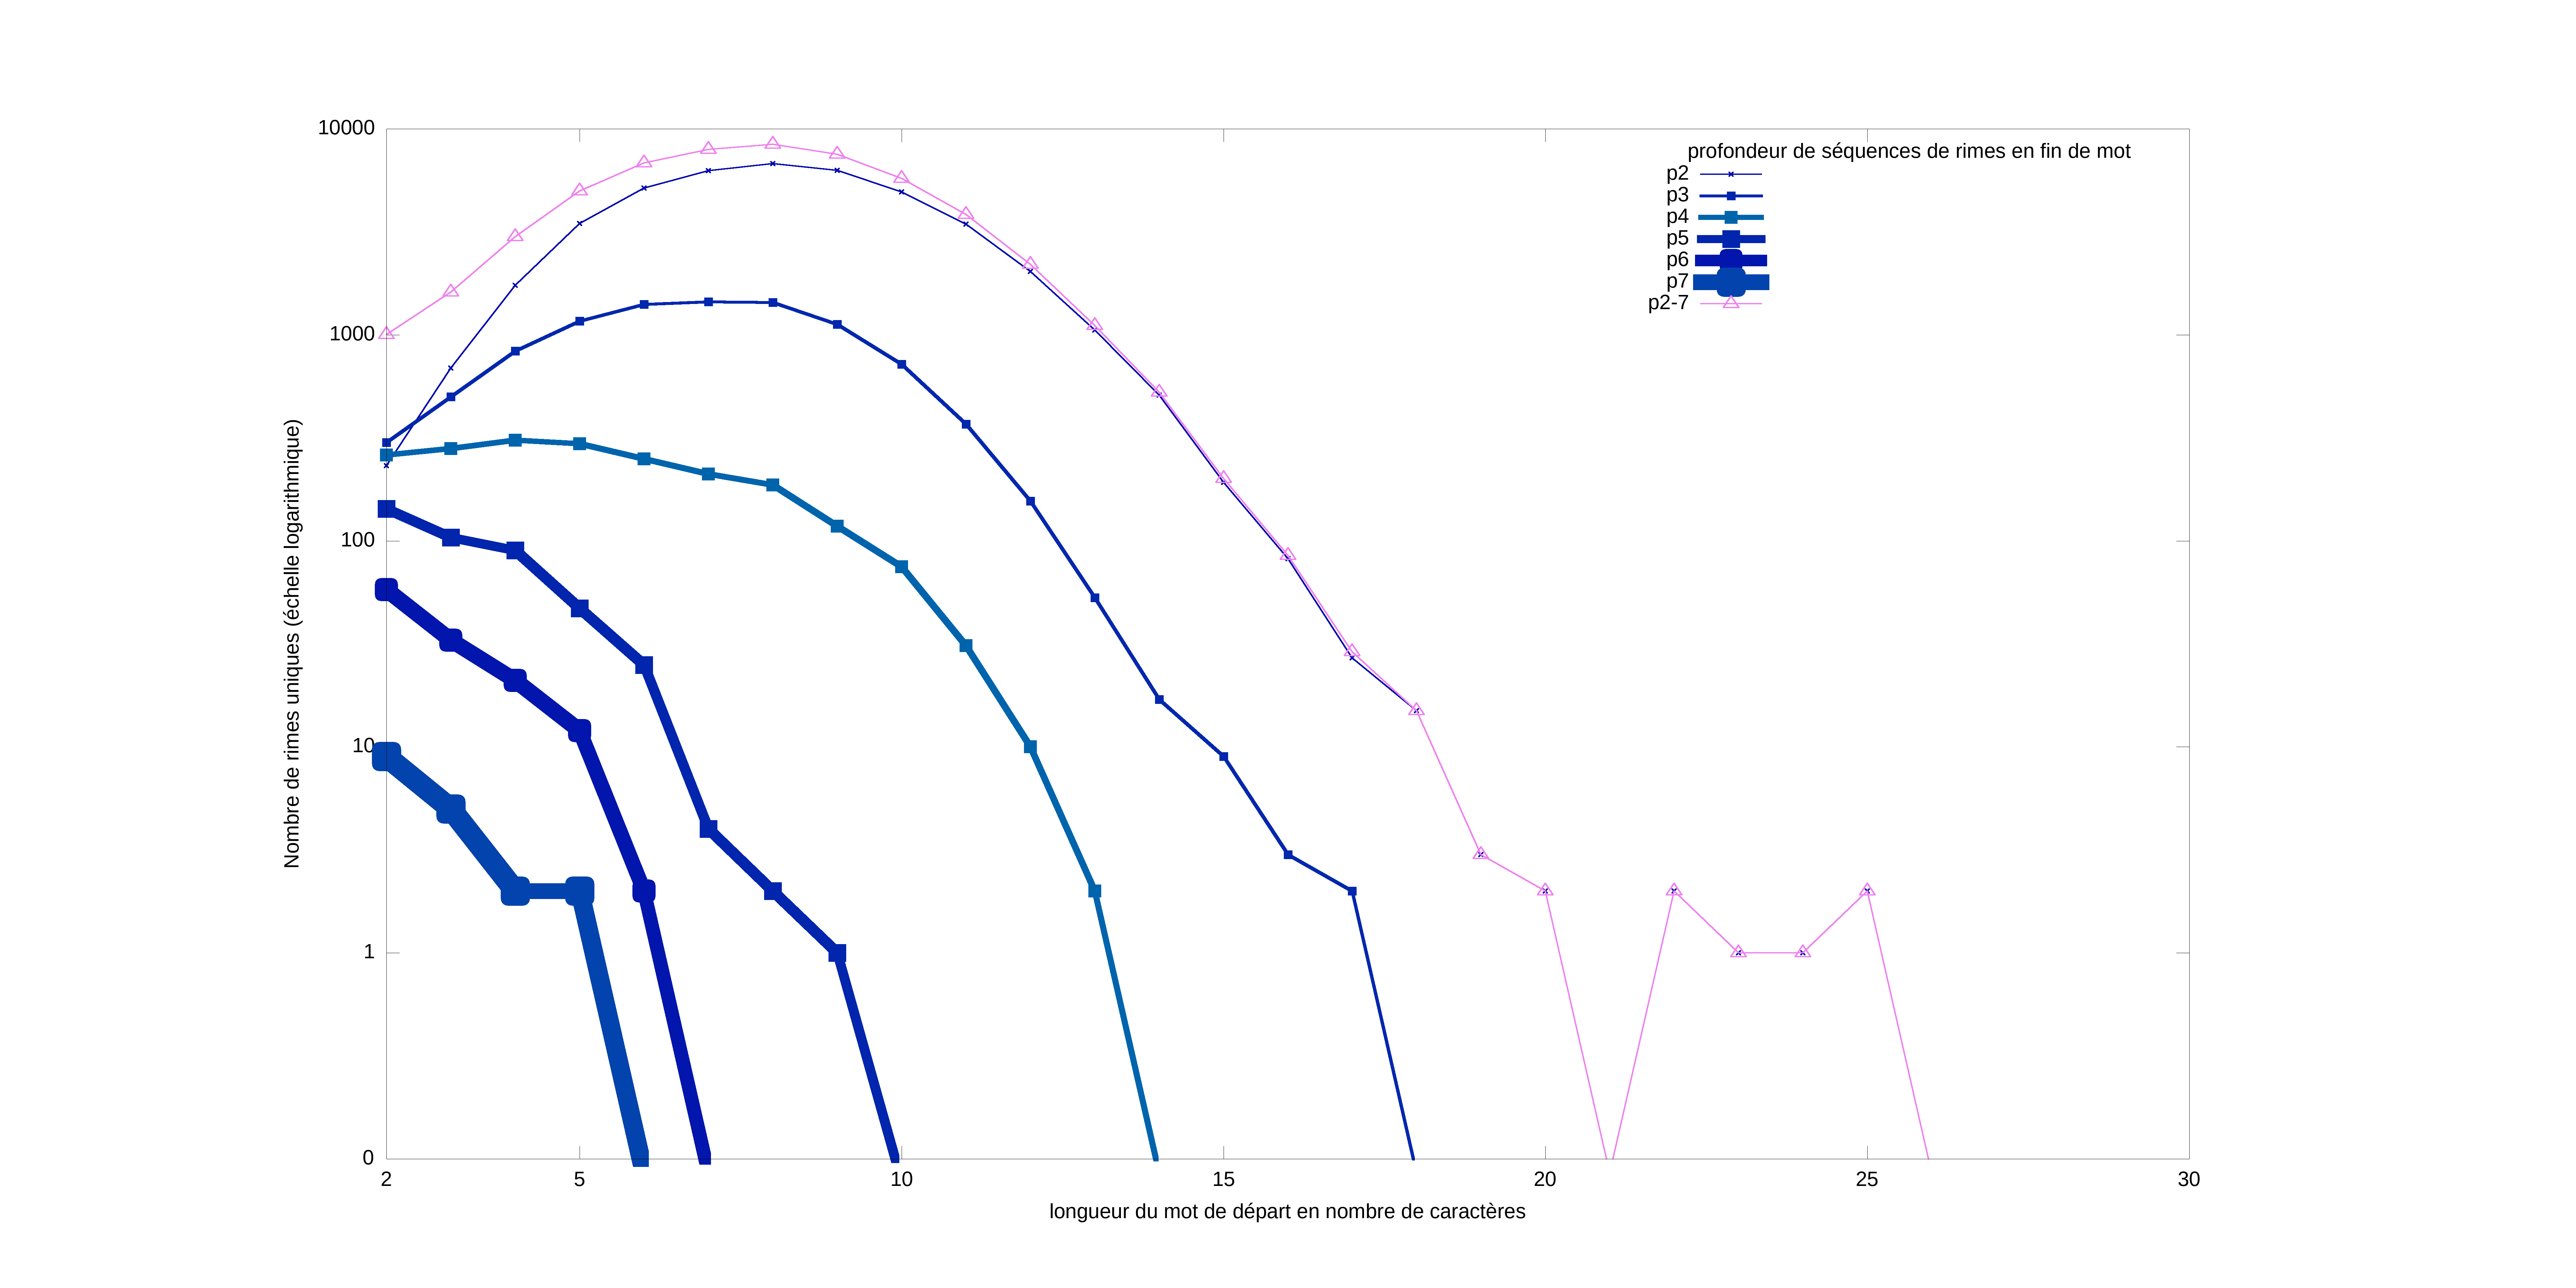 10000
1000
100
10
1
0
Nombre de rimes uniques (échelle logarithmique)
profondeur de séquences de rimes en fin de mot
p2
p3
p4
p5
p6
p7
p2-7
2 5 10 15 20 25 30
longueur du mot de départ en nombre de caractères